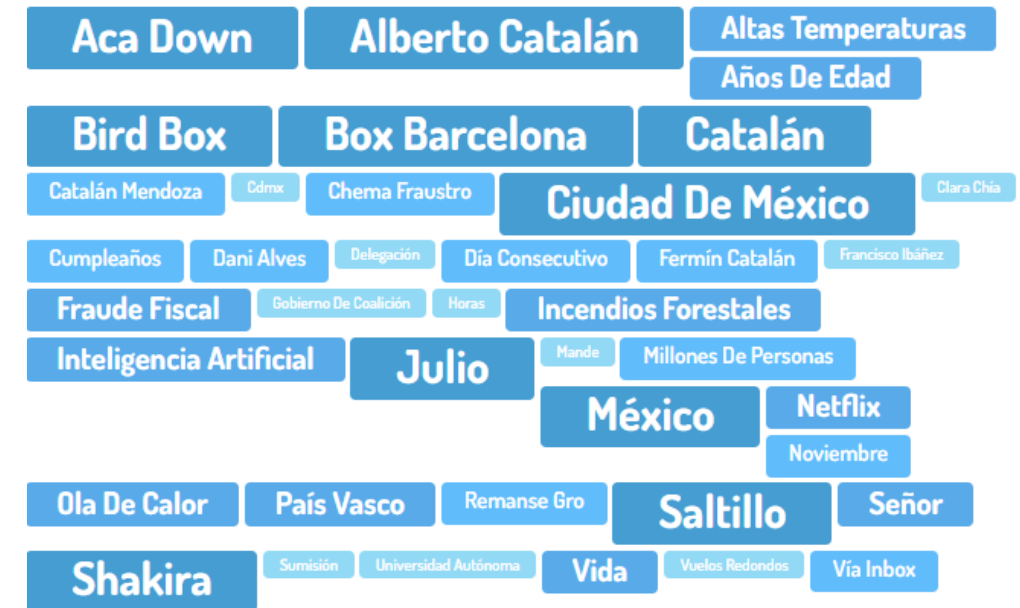 Aca Down Alberto Catalán Altas Temperaturas
Años De Edad
Bird Box Box Barcelona Catalán
Catalán Mendoza Cdmx Chema Fraustro Ciudad De México Clara Chía
Cumpleaños Dani Alves Delegación Día Consecutivo Fermín Catalán Francisco Ibáñez
Fraude Fiscal Gobierno De Coalición Horas Incendios Forestales
Inteligencia Artificial Julio Mande Millones De Personas
México Netflix
Noviembre
Ola De Calor País Vasco Remanse Gro Saltillo Señor
Shakira Sumisión Universidad Autónoma Vida Vuelos Redondos Vía Inbox